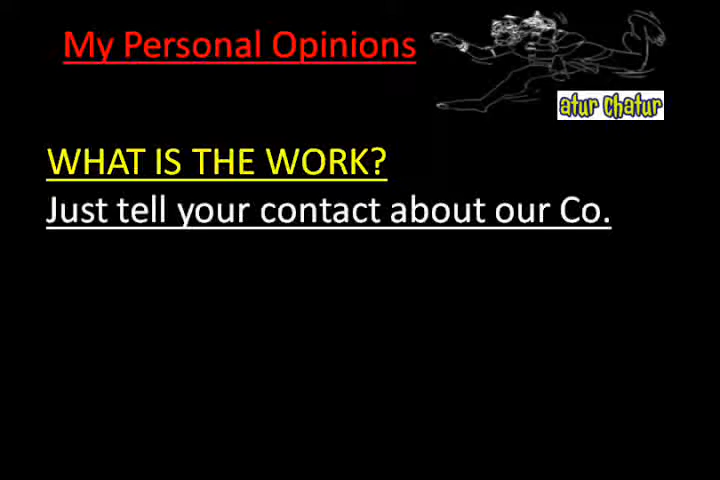 My Personal Opinions
atur chatur
WHAT IS THE WORK?
Just tell your contact about our Co.